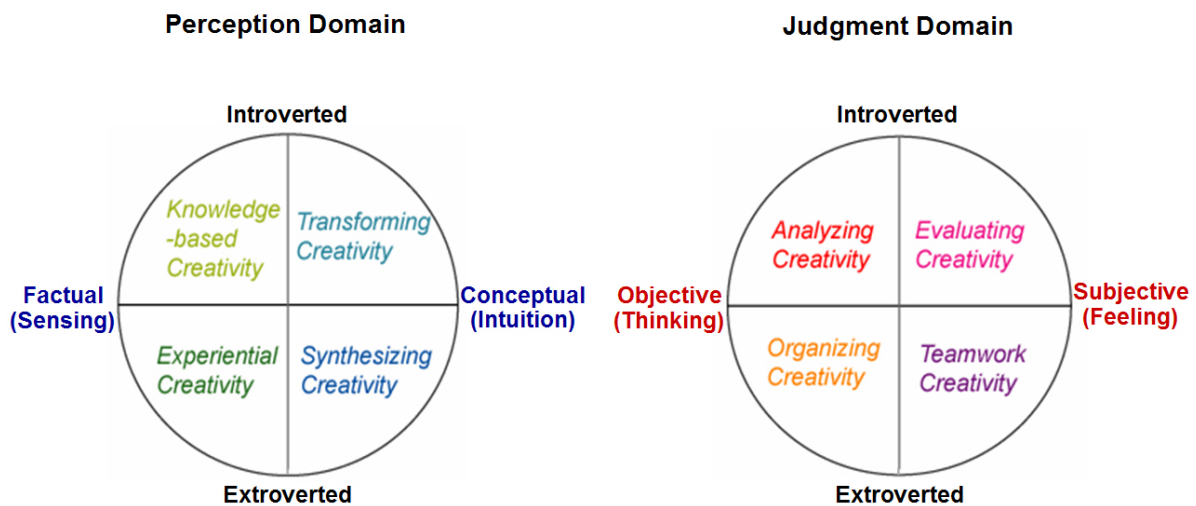 Perception Domain
Introverted
Knowledge
-based
Creativity
Transforming
Creativity
Factual
(Sensing)
Conceptual
(Intuition)
Experiential
Creativity
Synthesizing
Creativity
Extroverted
Judgment Domain
Introverted
Analyzing
Creativity
Evaluating
Creativity
Objective
(Thinking)
Subjective
(Feeling)
Organizing
Creativity
Teamwork
Creativity
Extroverted